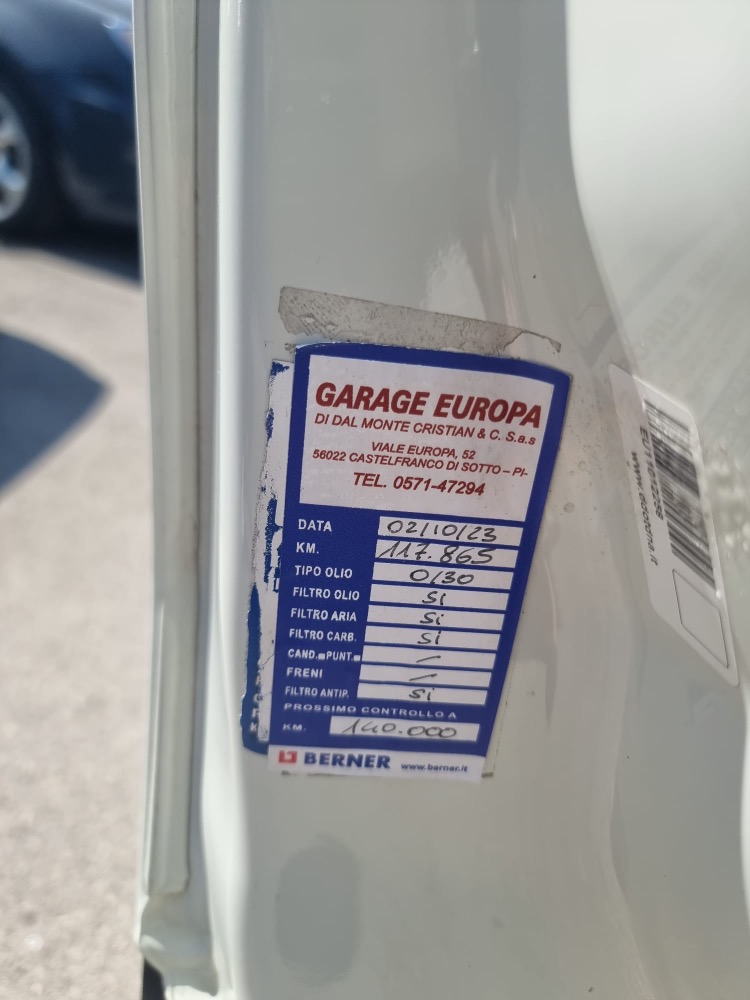 GARAGE EUROPA
DI DAL MONTE CRISTIAN & C. S.a.s
VIALE EUROPA, 52
56022 CASTELFRANCO DI SOTTO – PI-
TEL. 0571-47294
DATA 02/10/23
KM. 117.865
TIPO OLIO 0/30
FILTRO OLIO Si
FILTRO ARIA Si
FILTRO CARB. Si
CAND. PUNT. –
FRENI –
FILTRO ANTIP. Si
PROSSIMO CONTROLLO A
KM. 140.000
BERNER www.berner.it